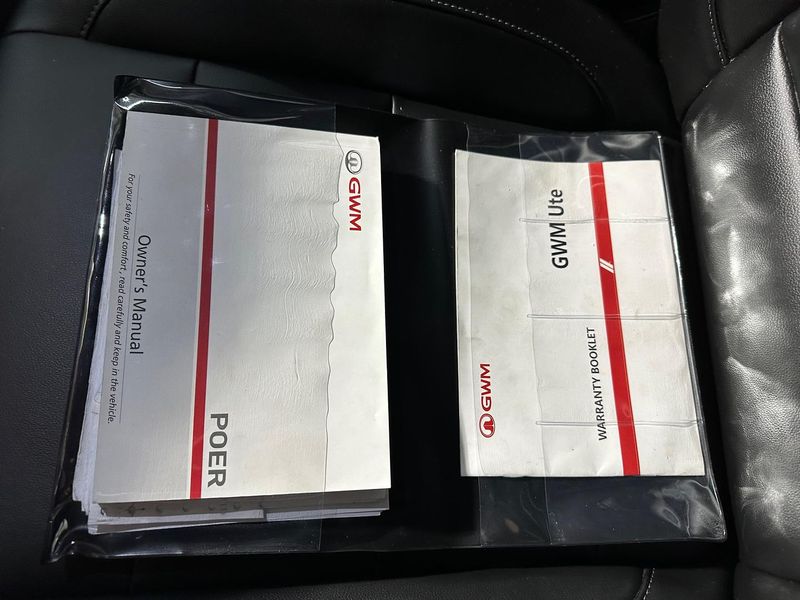 GWM
POER
Owner's Manual
For your safety and comfort, read carefully and keep in the vehicle.
GWM Ute
WARRANTY BOOKLET
GWM